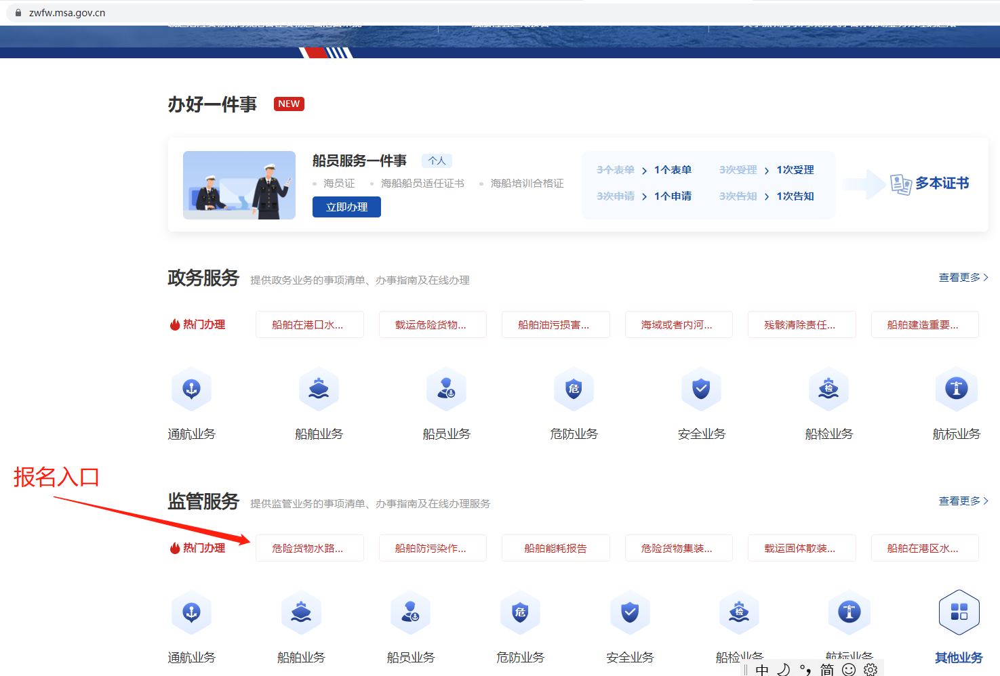 zwfw.msa.gov.cn
办好一件事 NEW
船员服务一件事 个人
海员证 海船船员适任证书 海船培训合格证
立即办理
3个表单 1个表单 3次受理 1次受理
3次申请 1个申请 3次告知 1次告知
多本证书
政务服务 提供政务业务的事项清单、办事指南及在线办理 查看更多
热门办理 船舶在港口水... 载运危险货物... 船舶油污损害... 海域或者内河... 残骸清除责任... 船舶建造重要...
危 检
通航业务 船舶业务 船员业务 危防业务 安全业务 船检业务 航标业务
报名入口
监管服务 提供监管业务的事项清单、办事指南及在线办理服务 查看更多
热门办理 危险货物水路... 船舶防污染作... 船舶能耗报告 危险货物集装... 载运固体散装... 船舶在港区水...
危 检
通航业务 船舶业务 船员业务 危防业务 安全业务 船检业务 航标业务 其他业务
中 简